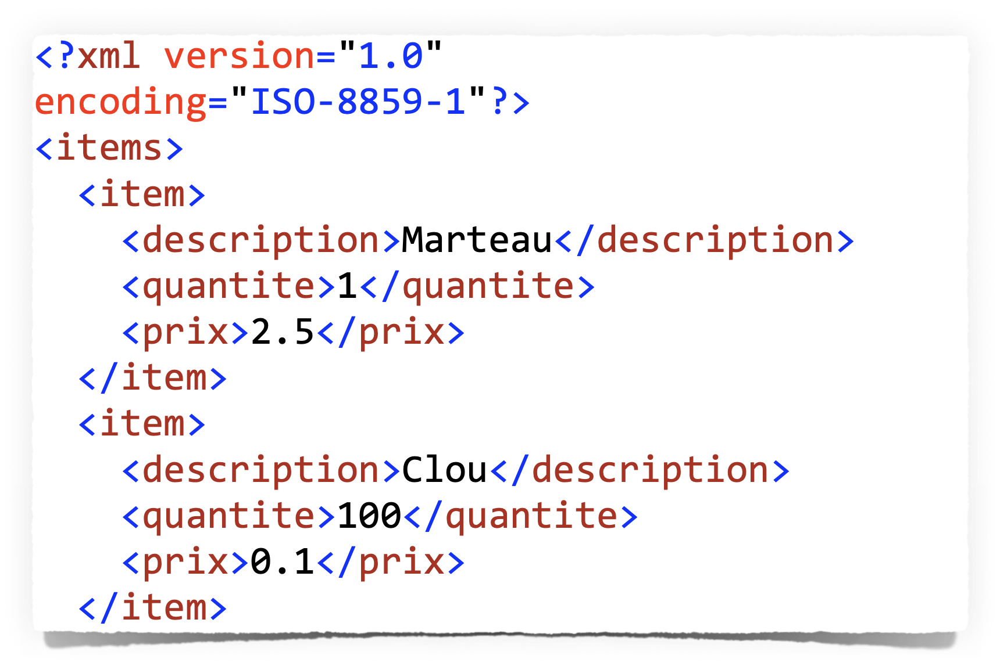 <?xml version="1.0"
encoding="ISO-8859-1"?>
<items>
  <item>
    <description>Marteau</description>
    <quantite>1</quantite>
    <prix>2.5</prix>
  </item>
  <item>
    <description>Clou</description>
    <quantite>100</quantite>
    <prix>0.1</prix>
  </item>